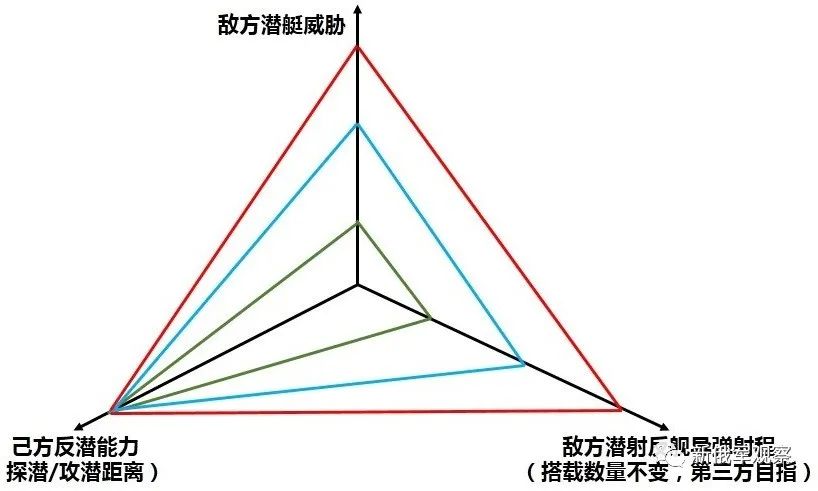 敌方潜艇威胁
己方反潜能力
探潜/攻潜距离）
敌方潜射反舰导弹射程
（搭载数量不变，第三方目指）
新俄军观察